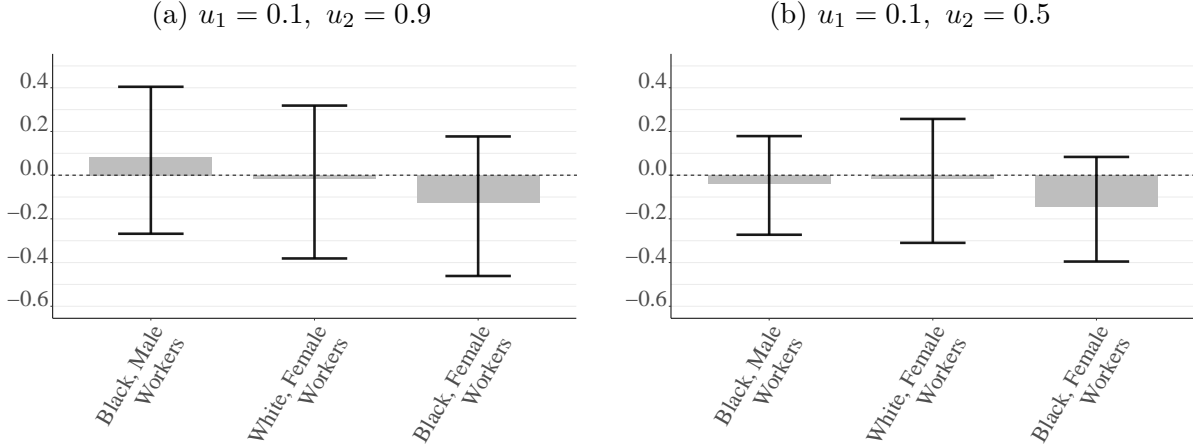 (a) u₁ = 0.1, u₂ = 0.9
0.4
0.2
0.0
−0.2
−0.4
−0.6
Black, Male
Workers
White, Female
Workers
Black, Female
Workers
(b) u₁ = 0.1, u₂ = 0.5
0.4
0.2
0.0
−0.2
−0.4
−0.6
Black, Male
Workers
White, Female
Workers
Black, Female
Workers